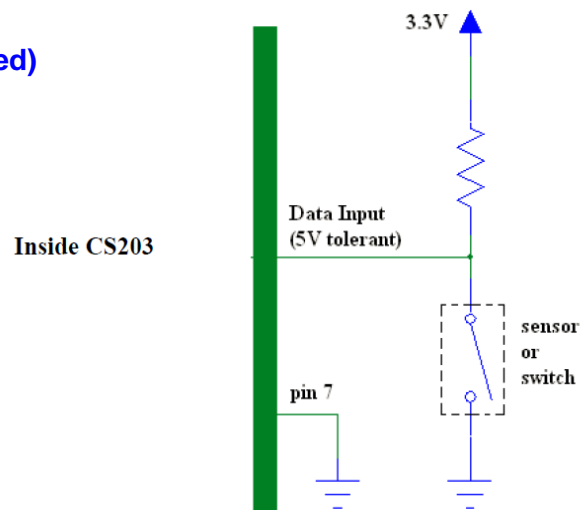 ed)
3.3V
Data Input
(5V tolerant)
Inside CS203
sensor
or
switch
pin 7